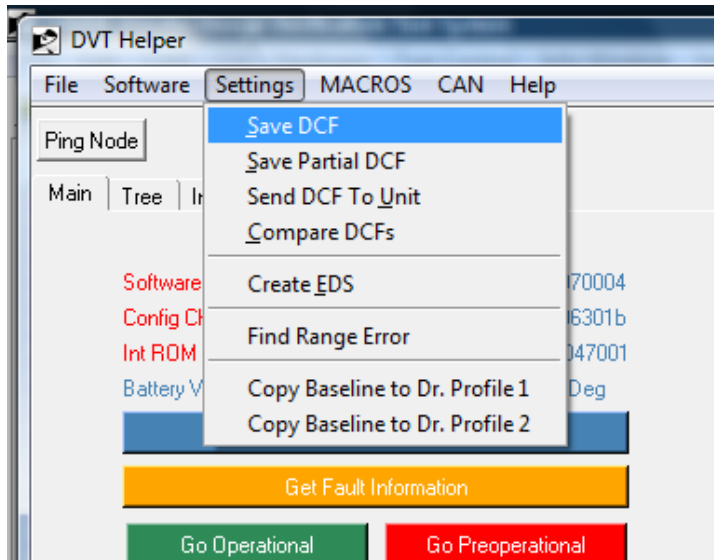 DVT Helper
File Software Settings MACROS CAN Help
Ping Node
Save DCF
Save Partial DCF
Send DCF To Unit
Compare DCFs
Create EDS
Find Range Error
Copy Baseline to Dr. Profile 1
Copy Baseline to Dr. Profile 2
Main Tree
Software 70004
Config 6301b
Int ROM 047001
Battery V Deg
Get Fault Information
Go Operational Go Preoperational